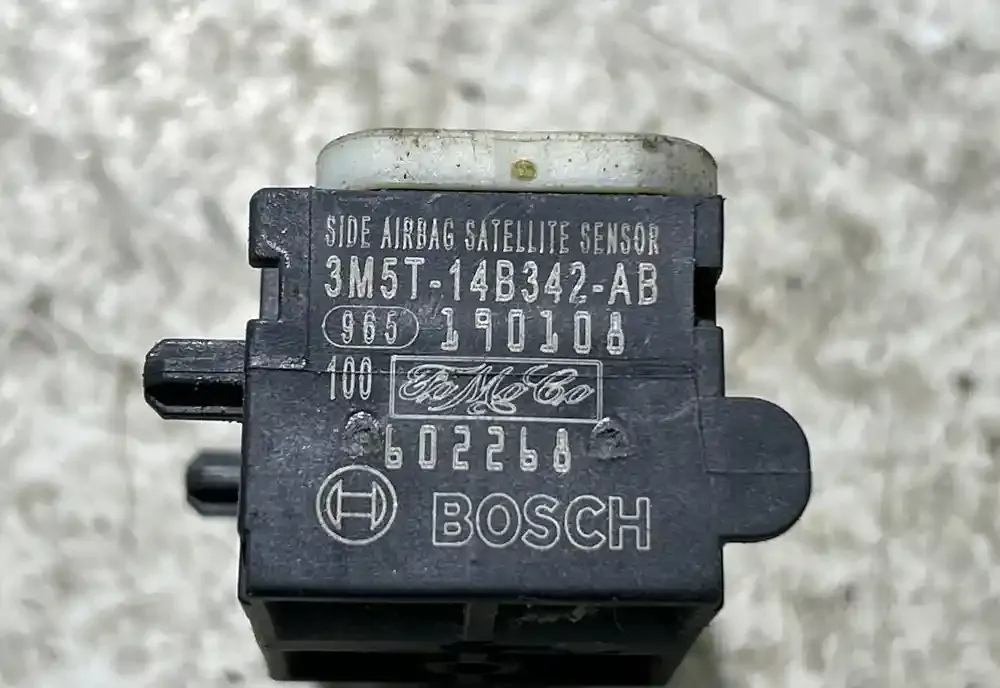 SIDE AIRBAG SATELLITE SENSOR
3M5T-14B342-AB
965 190108
100 FoMoCo
602268
BOSCH